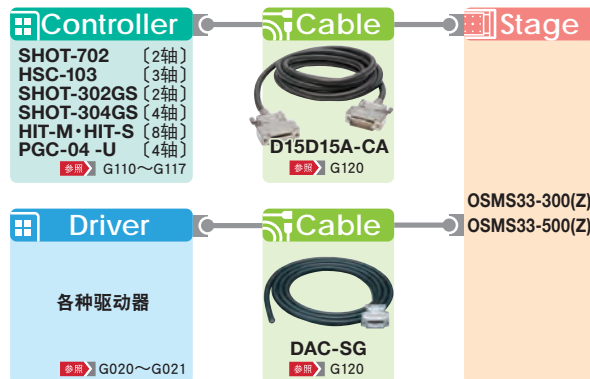 Controller
SHOT-702 〔2轴〕
HSC-103 〔3轴〕
SHOT-302GS〔2轴〕
SHOT-304GS〔4轴〕
HIT-M・HIT-S〔8轴〕
PGC-04 -U 〔4轴〕
参照 G110〜G117
Cable
D15D15A-CA
参照 G120
Stage
OSMS33-300(Z)
OSMS33-500(Z)
Driver
各种驱动器
参照 G020〜G021
Cable
DAC-SG
参照 G120